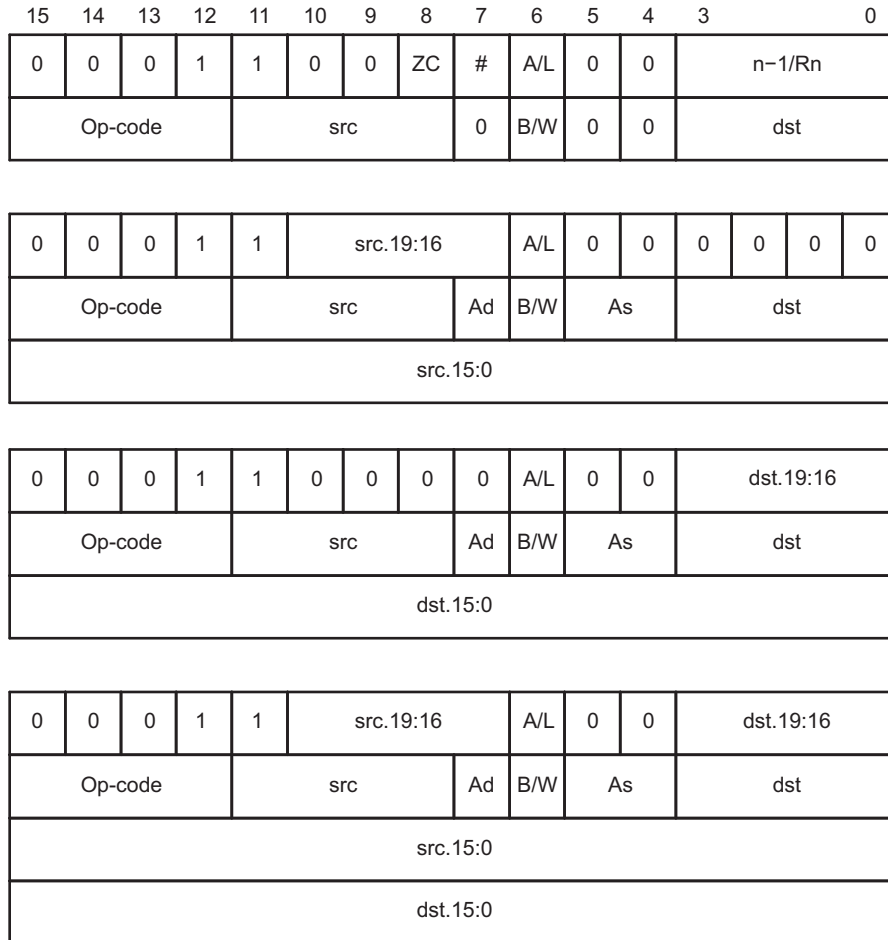 15 14 13 12 11 10 9 8 7 6 5 4 3 0
0 0 0 1 1 0 0 ZC # A/L 0 0 n−1/Rn
Op-code src 0 B/W 0 0 dst
0 0 0 1 1 src.19:16 A/L 0 0 0 0 0 0
Op-code src Ad B/W As dst
src.15:0
0 0 0 1 1 0 0 0 0 A/L 0 0 dst.19:16
Op-code src Ad B/W As dst
dst.15:0
0 0 0 1 1 src.19:16 A/L 0 0 dst.19:16
Op-code src Ad B/W As dst
src.15:0
dst.15:0